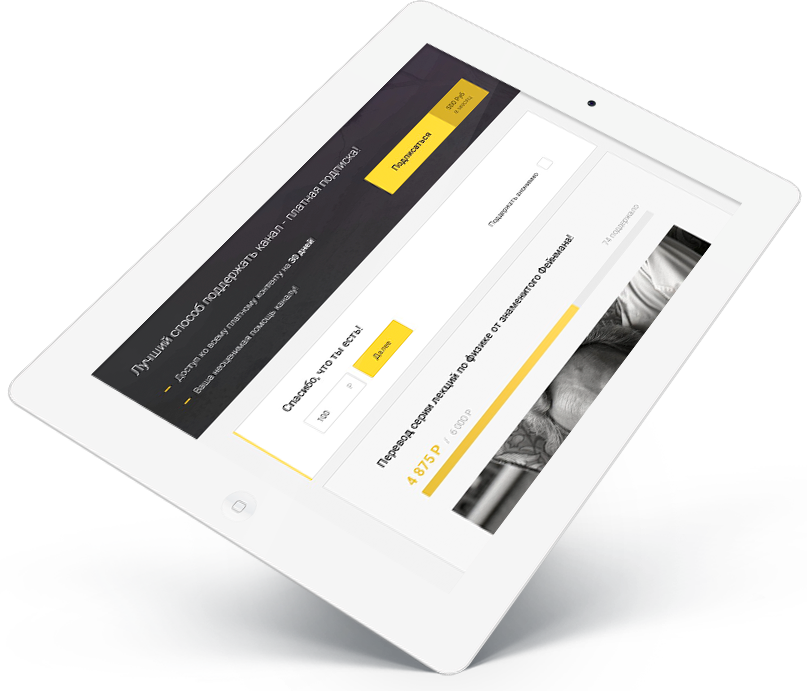 Лучший способ поддержать канал - платная подписка!
Доступ ко всему платному контенту на 30 дней!
Ваша неоценимая помощь каналу!
Подписаться
500 Руб
в месяц
Спасибо, что ты есть!
100 Р
Далее
Поддержать анонимно
Перевод серии лекций по физике от знаменитого Фейнмана!
4 875 Р / 6 000 Р
74 поддержало